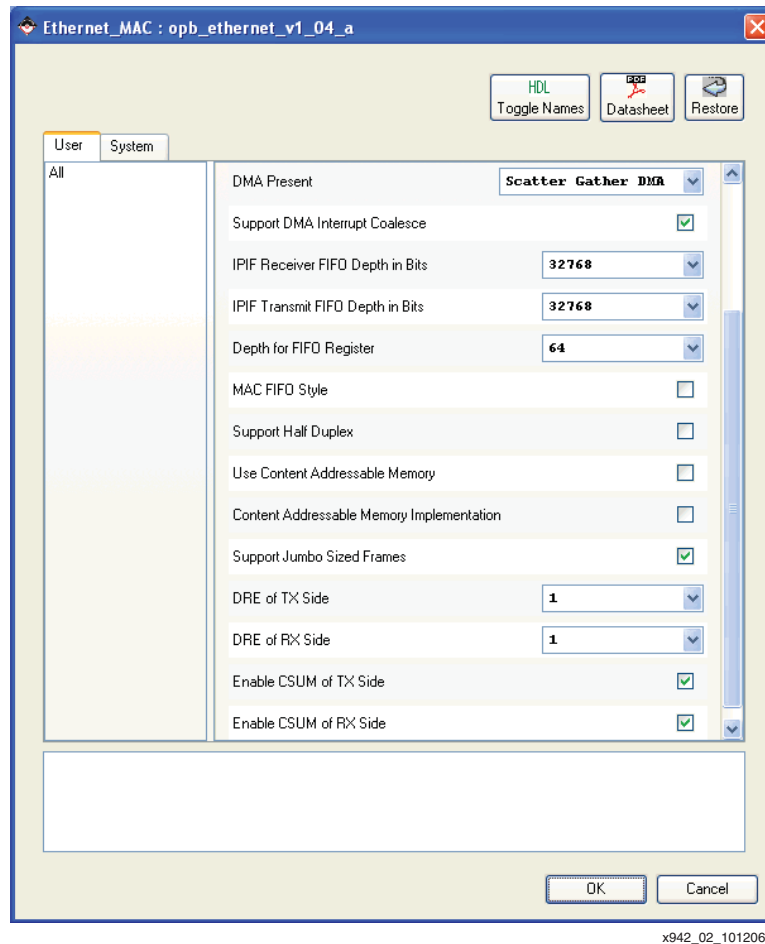 Ethernet_MAC : opb_ethernet_v1_04_a
HDL
Toggle Names
PDF
Datasheet
Restore
User
System
All
DMA Present
Scatter Gather DMA
Support DMA Interrupt Coalesce
IPIF Receiver FIFO Depth in Bits
32768
IPIF Transmit FIFO Depth in Bits
32768
Depth for FIFO Register
64
MAC FIFO Style
Support Half Duplex
Use Content Addressable Memory
Content Addressable Memory Implementation
Support Jumbo Sized Frames
DRE of TX Side
1
DRE of RX Side
1
Enable CSUM of TX Side
Enable CSUM of RX Side
OK
Cancel
x942_02_101206